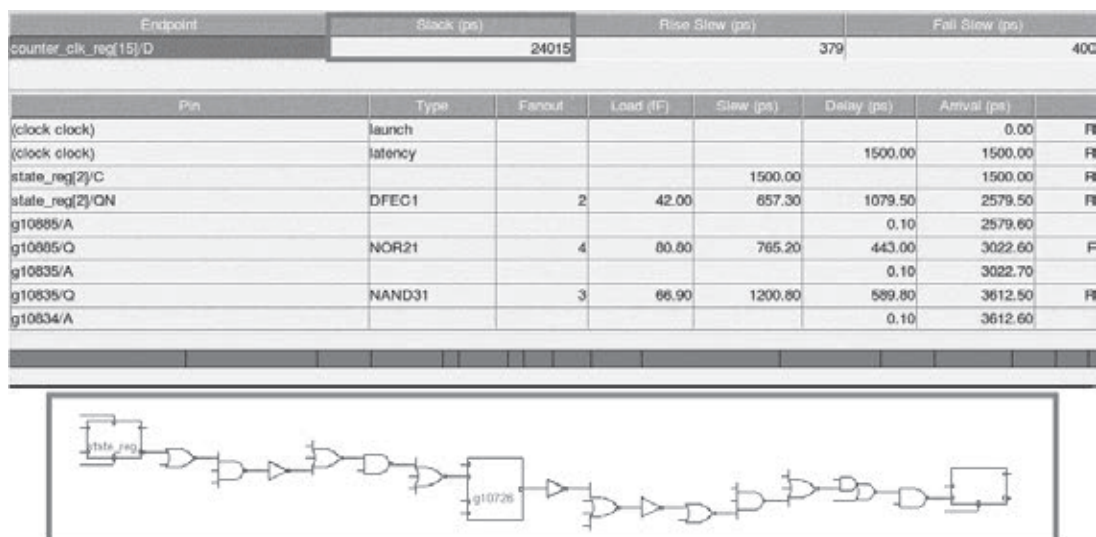 Endpoint Slack (ps) Rise Slew (ps) Fall Slew (ps)
counter_clk_reg[15]/D 24015 379 400
Pin Type Fanout Load (fF) Slew (ps) Delay (ps) Arrival (ps)
(clock clock) launch 0.00 R
(clock clock) latency 1500.00 1500.00 R
state_reg[2]/C 1500.00 1500.00 R
state_reg[2]/QN DFEC1 2 42.00 657.30 1079.50 2579.50 R
g10885/A 0.10 2579.60
g10885/Q NOR21 4 80.80 765.20 443.00 3022.60 F
g10835/A 0.10 3022.70
g10835/Q NAND31 3 66.90 1200.80 589.80 3612.50 R
g10834/A 0.10 3612.60
state_reg
g10726